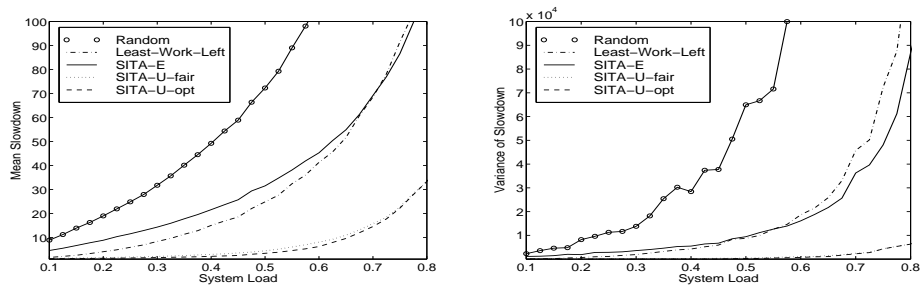 Mean Slowdown
100
90
80
70
60
50
40
30
20
10
0.1 0.2 0.3 0.4 0.5 0.6 0.7 0.8
System Load
Random
Least-Work-Left
SITA-E
SITA-U-fair
SITA-U-opt
Variance of Slowdown
x 10^4
10
9
8
7
6
5
4
3
2
1
0
0.1 0.2 0.3 0.4 0.5 0.6 0.7 0.8
System Load
Random
Least-Work-Left
SITA-E
SITA-U-fair
SITA-U-opt